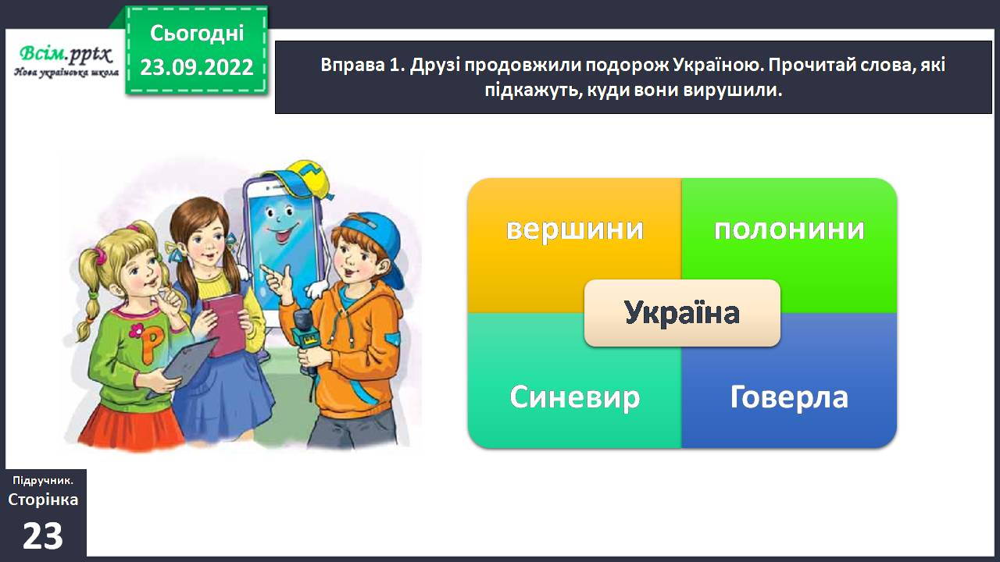 Сьогодні
23.09.2022
Всім.pptx
Нова українська школа
Вправа 1. Друзі продовжили подорож Україною. Прочитай слова, які
підкажуть, куди вони вирушили.
вершини
полонини
Україна
Синевир
Говерла
Р
Підручник.
Сторінка
23